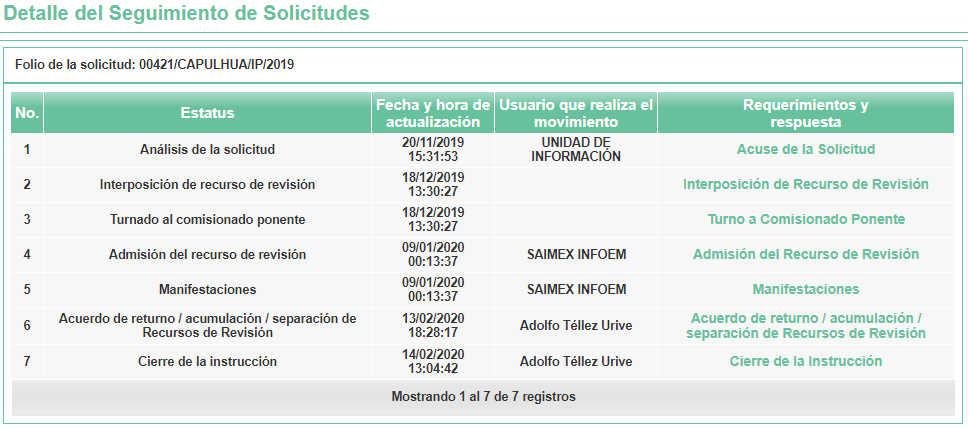 Detalle del Seguimiento de Solicitudes
Folio de la solicitud: 00421/CAPULHUA/IP/2019
No. Estatus Fecha y hora de actualización Usuario que realiza el movimiento Requerimientos y respuesta
1 Análisis de la solicitud 20/11/2019 15:31:53 UNIDAD DE INFORMACIÓN Acuse de la Solicitud
2 Interposición de recurso de revisión 18/12/2019 13:30:27 Interposición de Recurso de Revisión
3 Turnado al comisionado ponente 18/12/2019 13:30:27 Turno a Comisionado Ponente
4 Admisión del recurso de revisión 09/01/2020 00:13:37 SAIMEX INFOEM Admisión del Recurso de Revisión
5 Manifestaciones 09/01/2020 00:13:37 SAIMEX INFOEM Manifestaciones
6 Acuerdo de returno / acumulación / separación de Recursos de Revisión 13/02/2020 18:28:17 Adolfo Téllez Urive Acuerdo de returno / acumulación / separación de Recursos de Revisión
7 Cierre de la instrucción 14/02/2020 13:04:42 Adolfo Téllez Urive Cierre de la Instrucción
Mostrando 1 al 7 de 7 registros